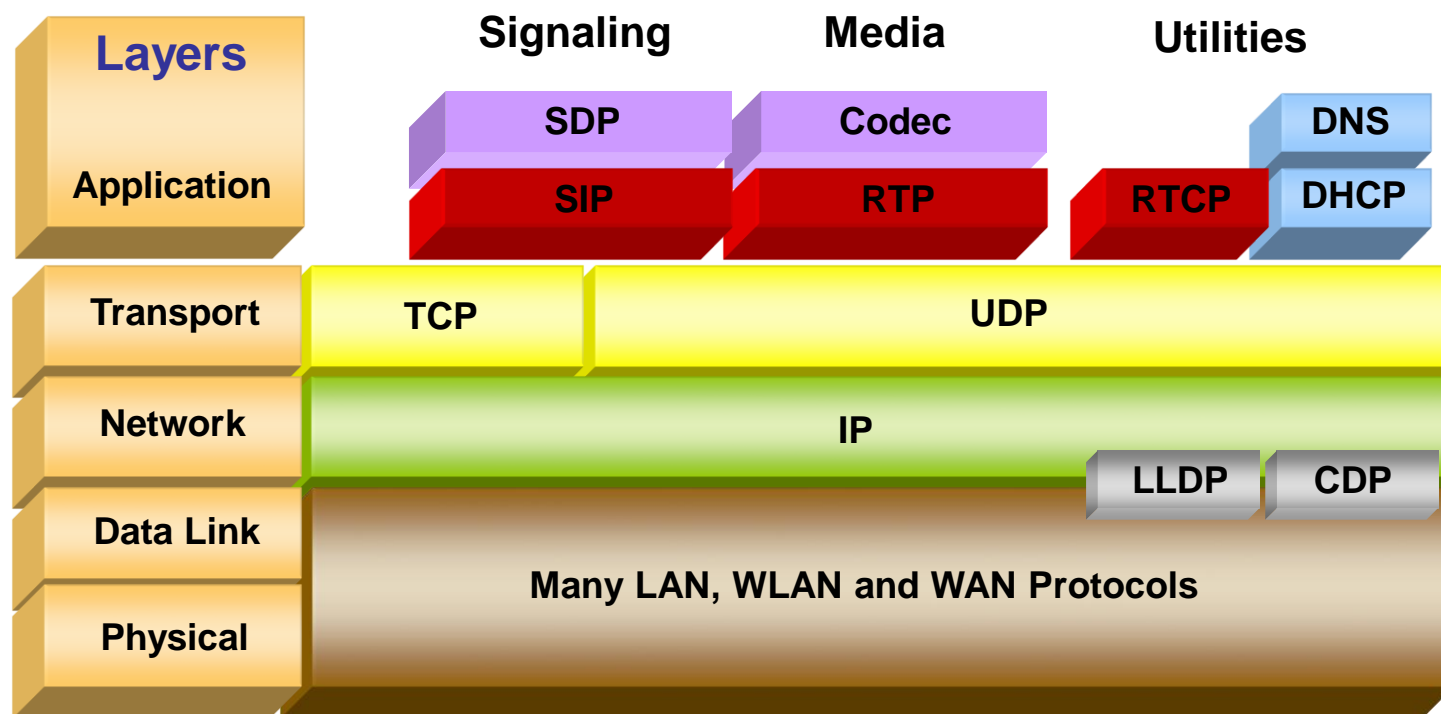 Layers
Signaling
Media
Utilities
SDP
Codec
DNS
Application
SIP
RTP
RTCP
DHCP
Transport
TCP
UDP
Network
IP
LLDP
CDP
Data Link
Many LAN, WLAN and WAN Protocols
Physical